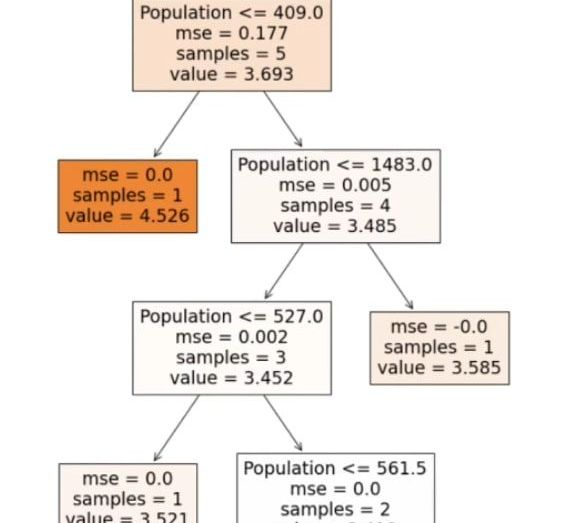 Population <= 409.0
mse = 0.177
samples = 5
value = 3.693
mse = 0.0
samples = 1
value = 4.526
Population <= 1483.0
mse = 0.005
samples = 4
value = 3.485
Population <= 527.0
mse = 0.002
samples = 3
value = 3.452
mse = -0.0
samples = 1
value = 3.585
mse = 0.0
samples = 1
value = 3.521
Population <= 561.5
mse = 0.0
samples = 2